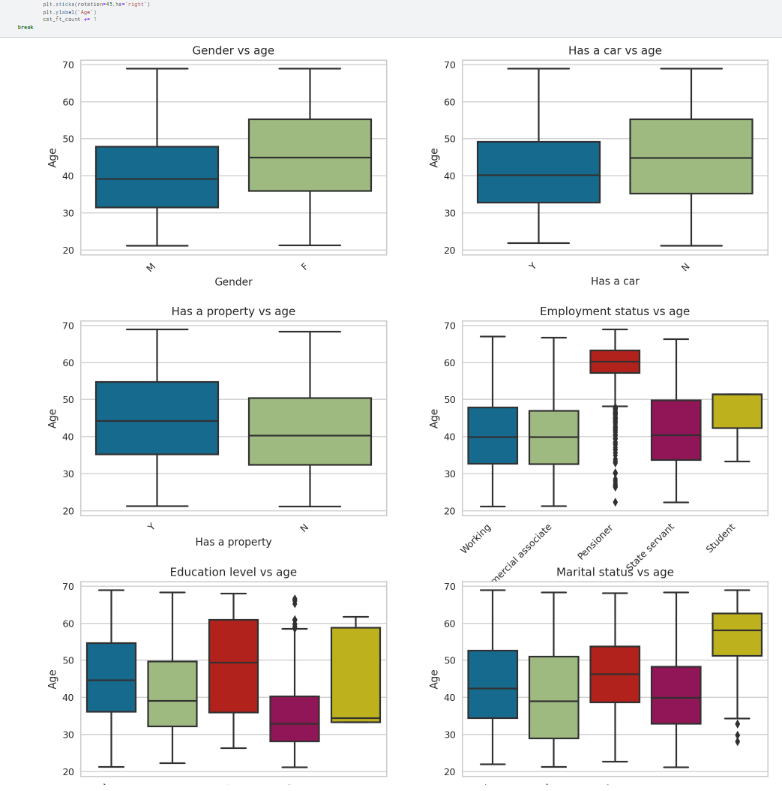 plt.xticks(rotation=45,ha='right')
plt.ylabel('Age')
cat_ft_count += 1
break
Gender vs age
70
60
50
40
30
20
Age
M
F
Gender
Has a car vs age
70
60
50
40
30
20
Age
Y
N
Has a car
Has a property vs age
70
60
50
40
30
20
Age
Y
N
Has a property
Employment status vs age
70
60
50
40
30
20
Age
Working
mercial associate
Pensioner
State servant
Student
Education level vs age
70
60
50
40
30
20
Age
Marital status vs age
70
60
50
40
30
20
Age